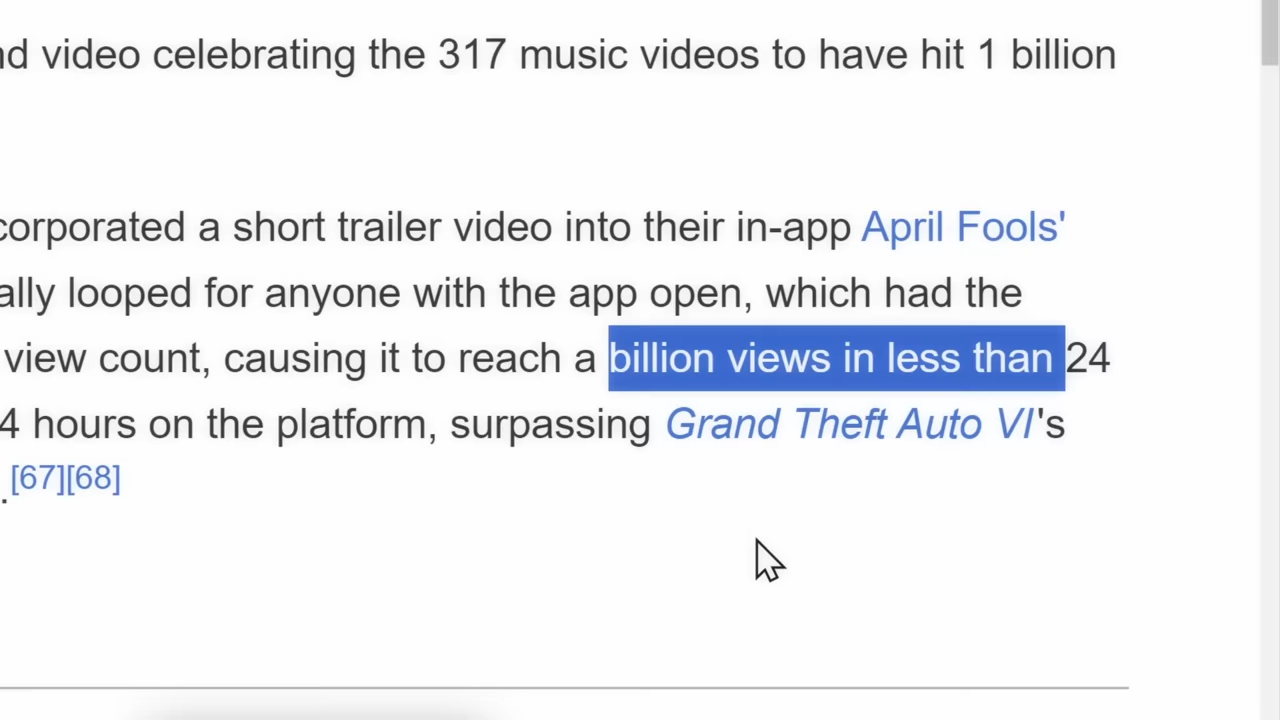 nd video celebrating the 317 music videos to have hit 1 billion
corporated a short trailer video into their in-app April Fools'
ally looped for anyone with the app open, which had the
view count, causing it to reach a billion views in less than 24
4 hours on the platform, surpassing Grand Theft Auto VI's
.[67][68]